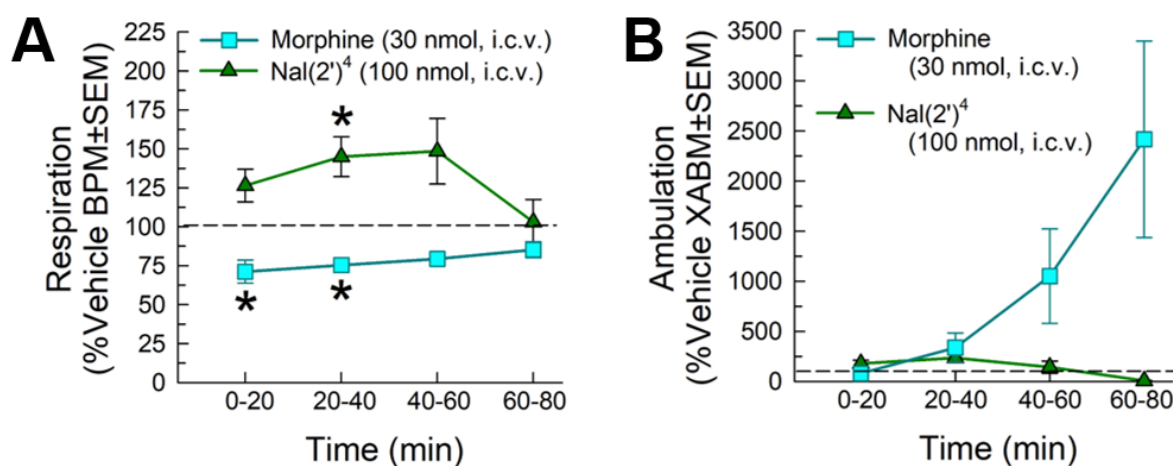 A
Respiration
(%Vehicle BPM±SEM)
225
200
175
150
125
100
75
50
25
0
Morphine (30 nmol, i.c.v.)
Nal(2')⁴ (100 nmol, i.c.v.)
*
*
*
0-20 20-40 40-60 60-80
Time (min)
B
Ambulation
(%Vehicle XABM±SEM)
3500
3000
2500
2000
1500
1000
500
0
Morphine
(30 nmol, i.c.v.)
Nal(2')⁴
(100 nmol, i.c.v.)
0-20 20-40 40-60 60-80
Time (min)